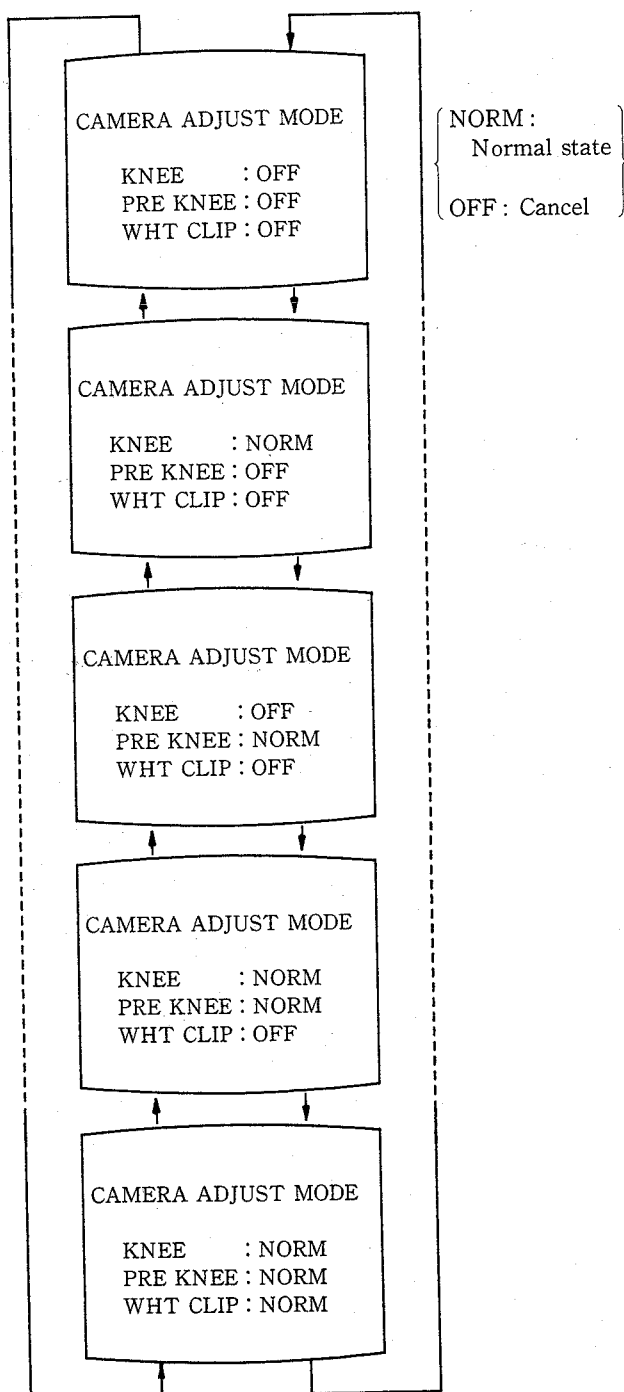 CAMERA ADJUST MODE
KNEE : OFF
PRE KNEE : OFF
WHT CLIP : OFF
NORM :
Normal state
OFF : Cancel
CAMERA ADJUST MODE
KNEE : NORM
PRE KNEE : OFF
WHT CLIP : OFF
CAMERA ADJUST MODE
KNEE : OFF
PRE KNEE : NORM
WHT CLIP : OFF
CAMERA ADJUST MODE
KNEE : NORM
PRE KNEE : NORM
WHT CLIP : OFF
CAMERA ADJUST MODE
KNEE : NORM
PRE KNEE : NORM
WHT CLIP : NORM